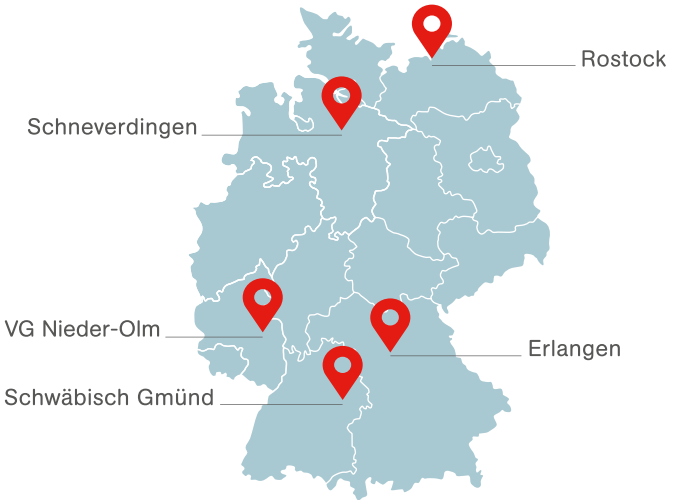 Rostock
Schneverdingen
VG Nieder-Olm
Erlangen
Schwäbisch Gmünd